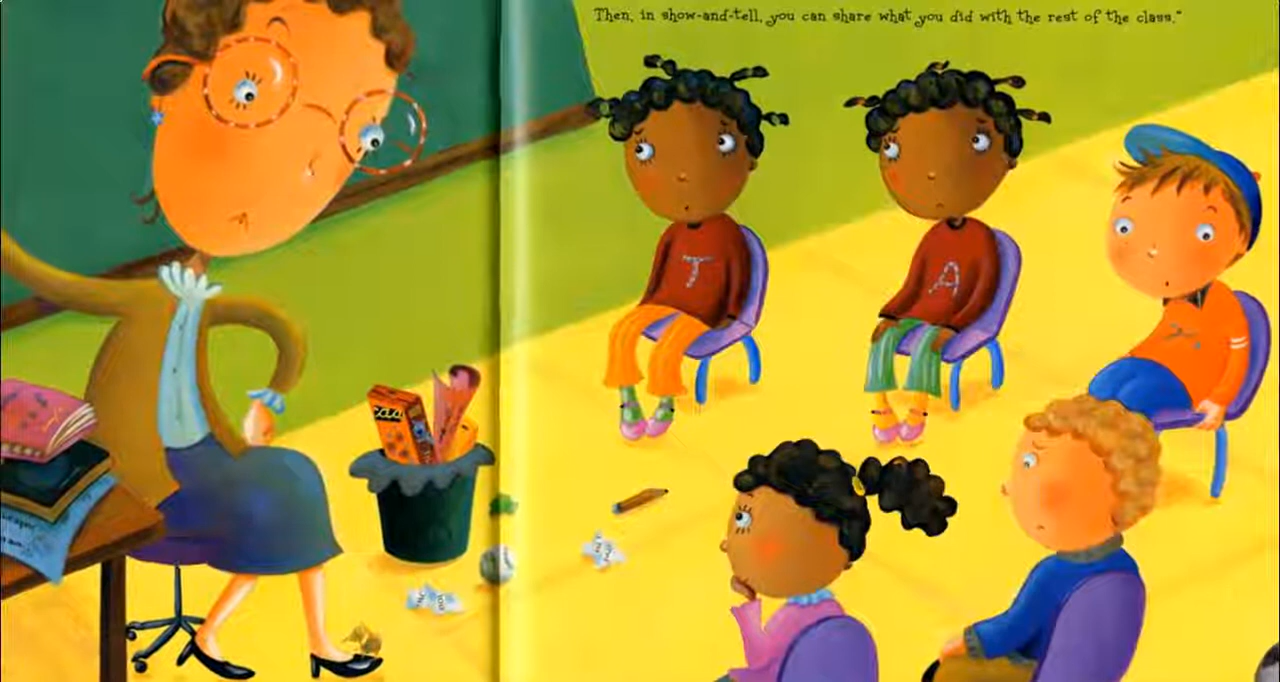 Then, in show-and-tell, you can share what you did with the rest of the class."
T
A